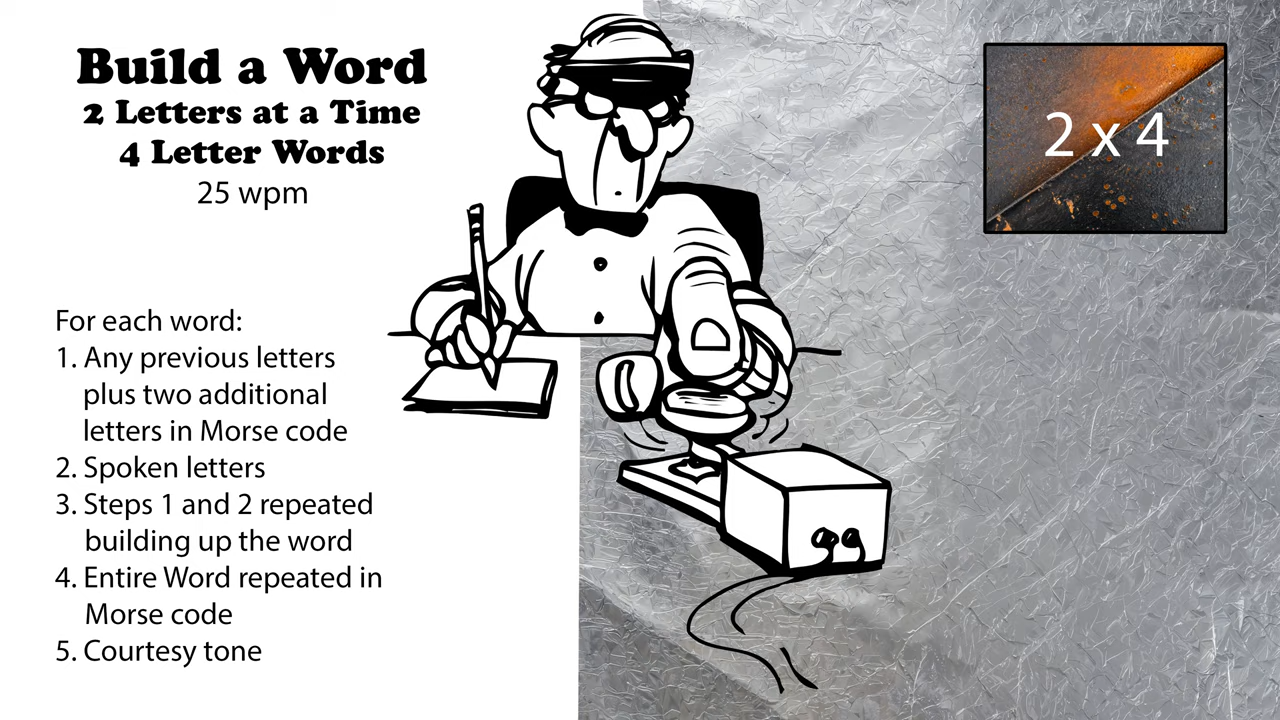 Build a Word
2 Letters at a Time
4 Letter Words
25 wpm
2 x 4
For each word:
1. Any previous letters
plus two additional
letters in Morse code
2. Spoken letters
3. Steps 1 and 2 repeated
building up the word
4. Entire Word repeated in
Morse code
5. Courtesy tone